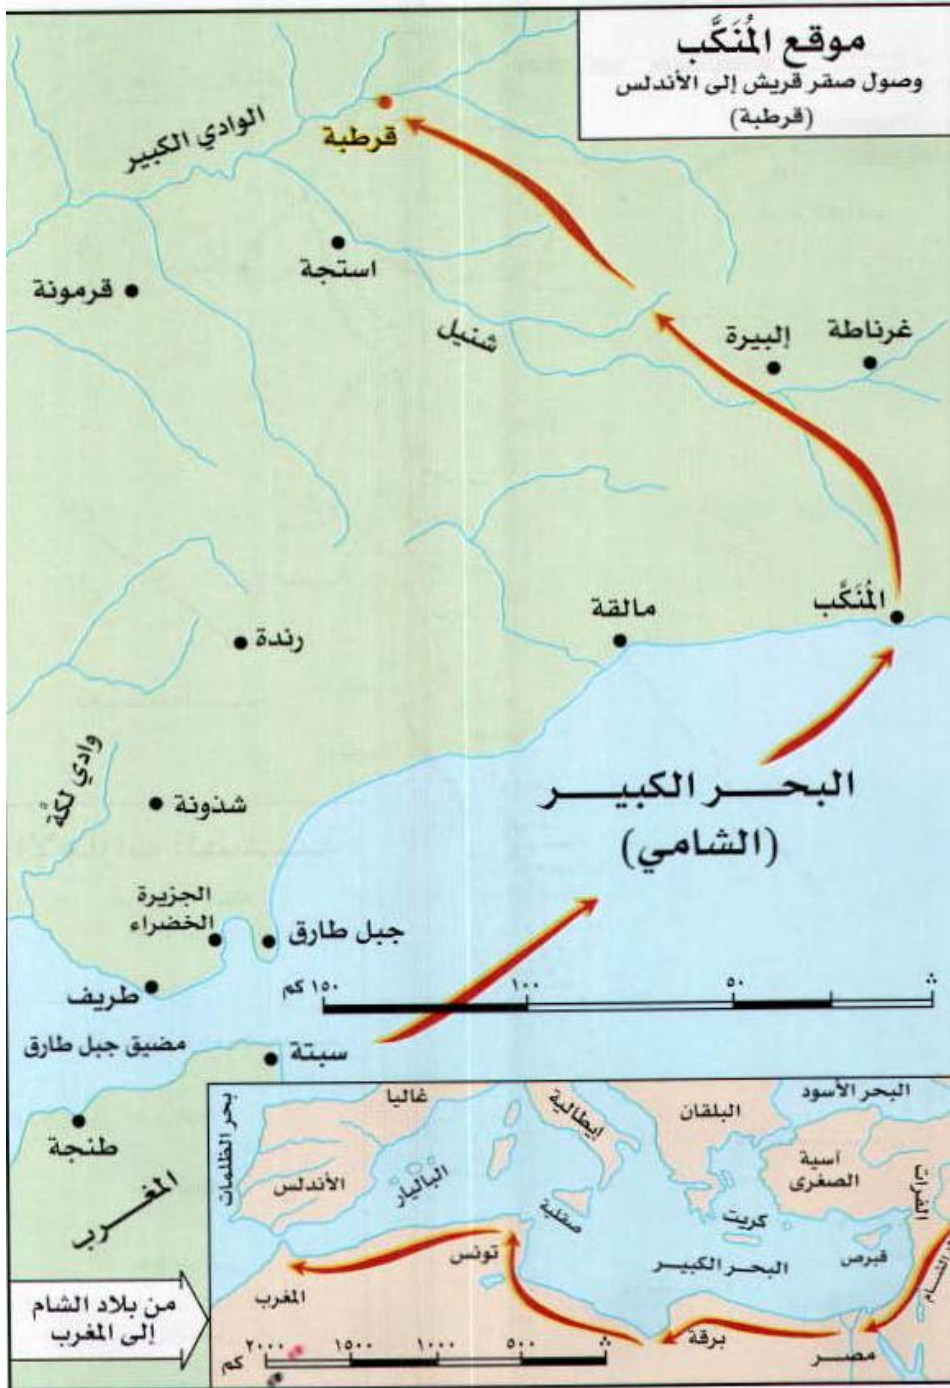 موقع المُنَكَّب
وصول صقر قريش إلى الأندلس
(قرطبة)
الوادي الكبير
قرطبة
استجة
قرمونة
شنيل
إلبيرة
غرناطة
المُنَكَّب
مالقة
رندة
وادي لكّة
شذونة
البحر الكبير
(الشامي)
الجزيرة
الخضراء
جبل طارق
طريف
١٥٠ كم
١٠٠
٥٠
مضيق جبل طارق
سبتة
طنجة
المغرب
من بلاد الشام
إلى المغرب
بحر الظلمات
غاليا
إيطالية
البلقان
البحر الأسود
الأندلس
الباليار
صقلية
كريت
آسية
الصغرى
الفرات
قبرص
البحر الكبير
تونس
المغرب
برقة
مصر
٢٠٠٠
١٥٠٠
١٠٠٠
٥٠٠
كم